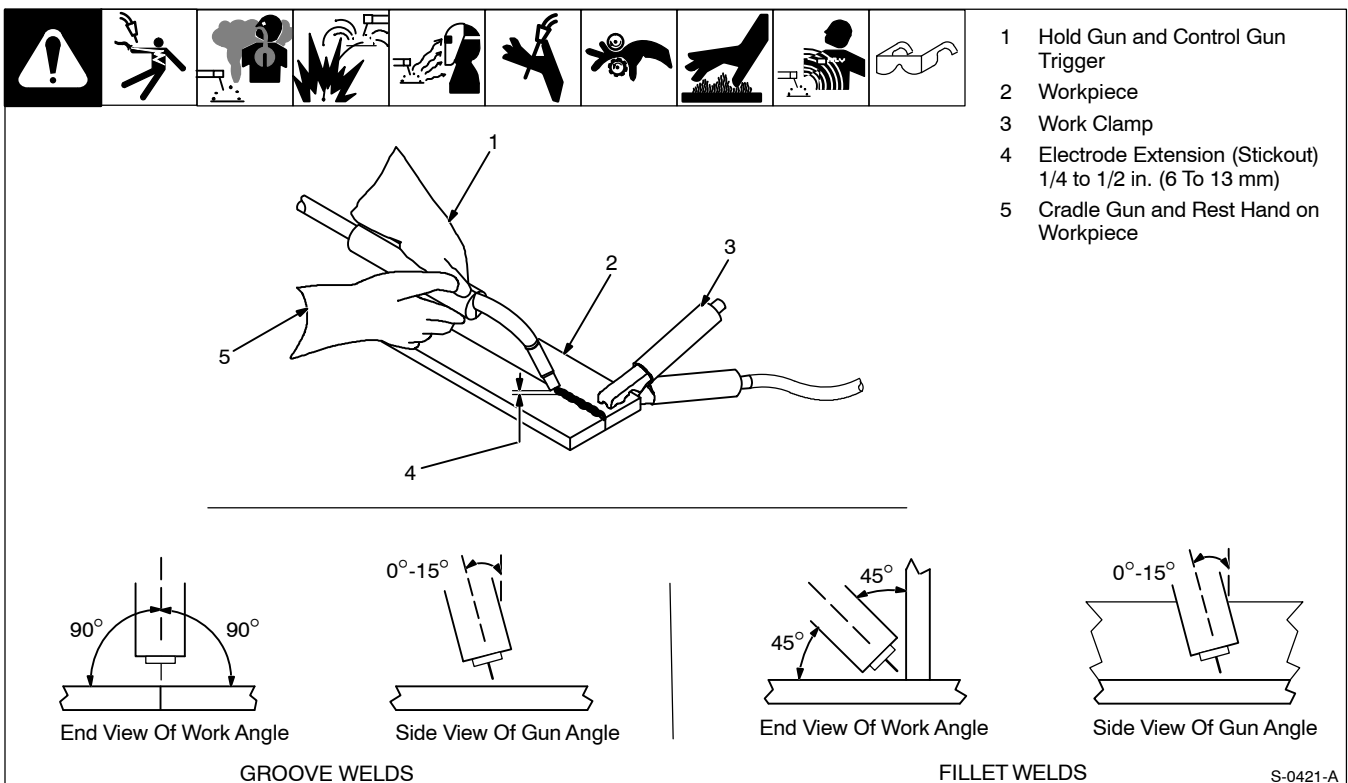 1 Hold Gun and Control Gun
Trigger
2 Workpiece
3 Work Clamp
4 Electrode Extension (Stickout)
1/4 to 1/2 in. (6 To 13 mm)
5 Cradle Gun and Rest Hand on
Workpiece
1
2
3
5
4
90° 90°
End View Of Work Angle
0°-15°
Side View Of Gun Angle
GROOVE WELDS
45°
45°
End View Of Work Angle
0°-15°
Side View Of Gun Angle
FILLET WELDS
S-0421-A